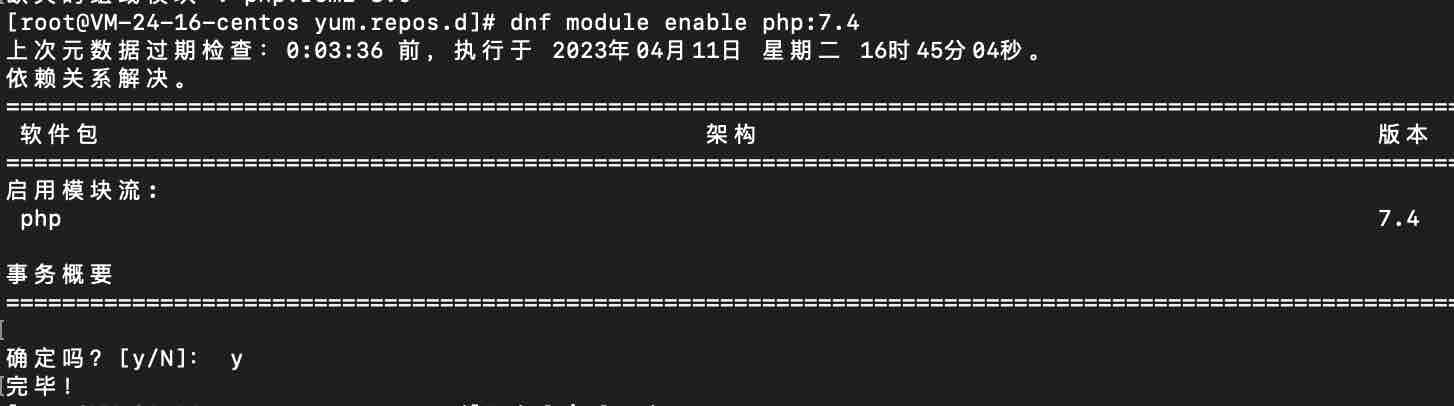 [root@VM-24-16-centos yum.repos.d]# dnf module enable php:7.4
上次元数据过期检查：0:03:36 前，执行于 2023年04月11日 星期二 16时45分04秒。
依赖关系解决。
================================================================================
软件包 架构 版本
================================================================================
启用模块流：
php 7.4
事务概要
================================================================================
确定吗？[y/N]： y
完毕！